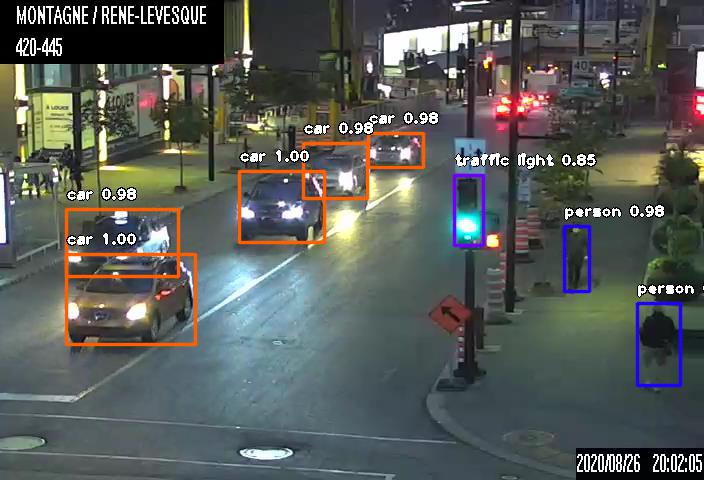 MONTAGNE / RENE-LEVESQUE
420-445
car 0.98
car 0.98
car 1.00
traffic light 0.85
40
A LOUER
car 0.98
car 1.00
person 0.98
person
2020/08/26 20:02:05